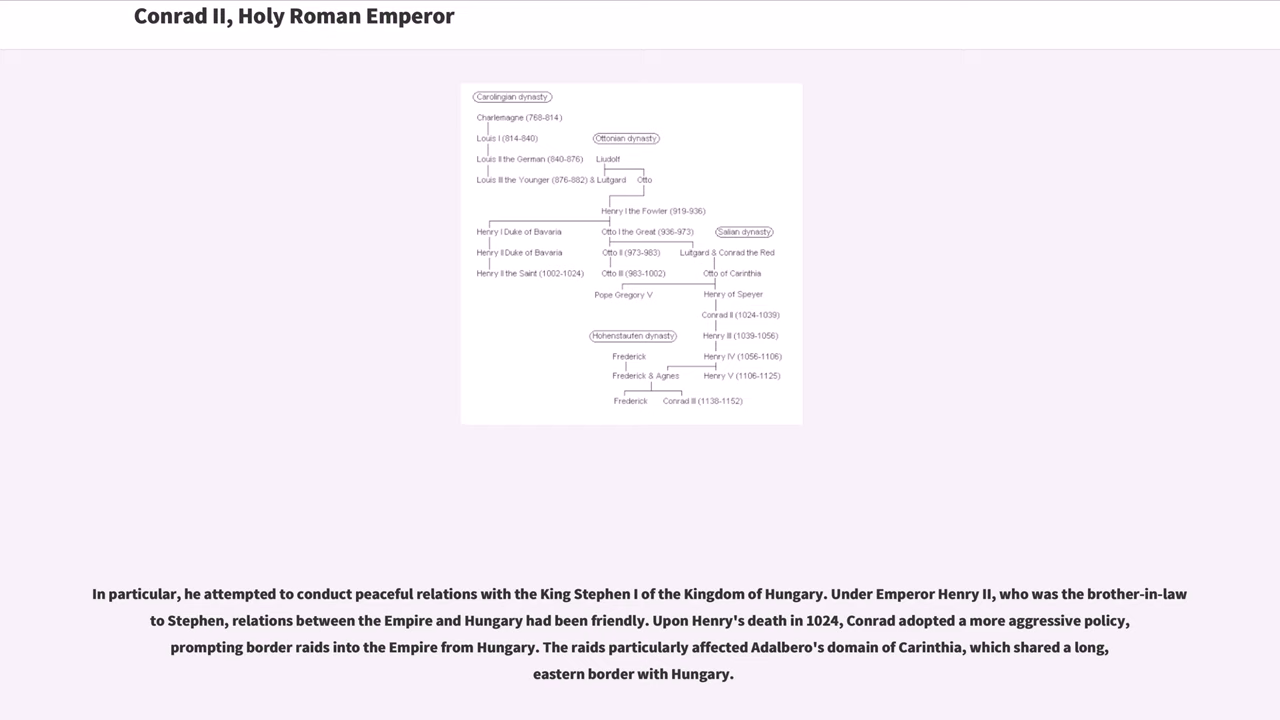 Conrad II, Holy Roman Emperor
Carolingian dynasty
Charlemagne (768-814)
Louis I (814-840) Ottonian dynasty
Louis II the German (840-876) Liudolf
Louis III the Younger (876-882) & Lutgard Otto
Henry I the Fowler (919-936)
Henry I Duke of Bavaria Otto I the Great (936-973) Salian dynasty
Henry II Duke of Bavaria Otto II (973-983) Lutgard & Conrad the Red
Henry II the Saint (1002-1024) Otto III (983-1002) Otto of Carinthia
Pope Gregory V Henry of Speyer
Conrad II (1024-1039)
Hohenstaufen dynasty Henry III (1039-1056)
Frederick Henry IV (1056-1106)
Frederick & Agnes Henry V (1106-1125)
Frederick Conrad III (1138-1152)
In particular, he attempted to conduct peaceful relations with the King Stephen I of the Kingdom of Hungary. Under Emperor Henry II, who was the brother-in-law
to Stephen, relations between the Empire and Hungary had been friendly. Upon Henry's death in 1024, Conrad adopted a more aggressive policy,
prompting border raids into the Empire from Hungary. The raids particularly affected Adalbero's domain of Carinthia, which shared a long,
eastern border with Hungary.